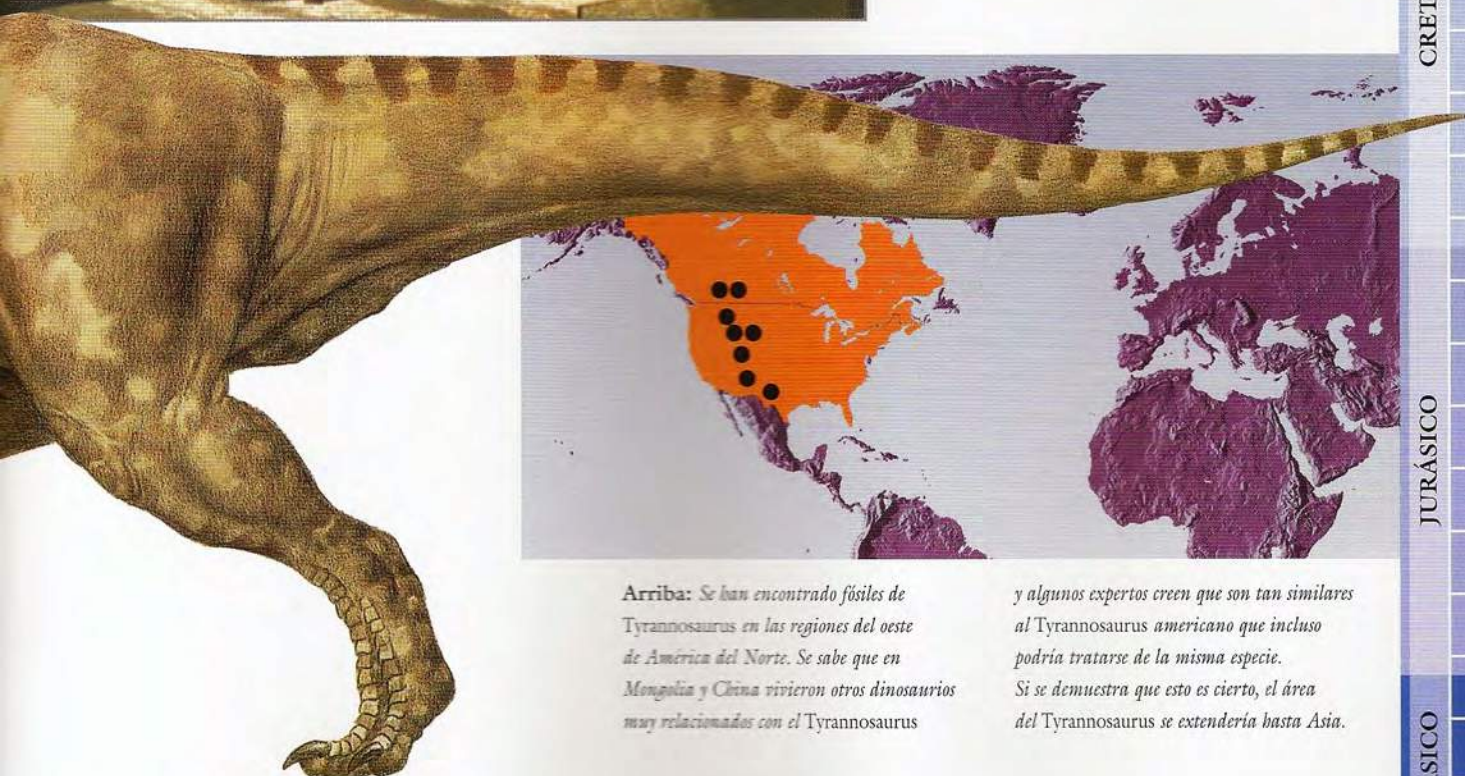 CRET
JURÁSICO
SICO
Arriba: Se han encontrado fósiles de
Tyrannosaurus en las regiones del oeste
de América del Norte. Se sabe que en
Mongolia y China vivieron otros dinosaurios
muy relacionados con el Tyrannosaurus
y algunos expertos creen que son tan similares
al Tyrannosaurus americano que incluso
podría tratarse de la misma especie.
Si se demuestra que esto es cierto, el área
del Tyrannosaurus se extendería hasta Asia.